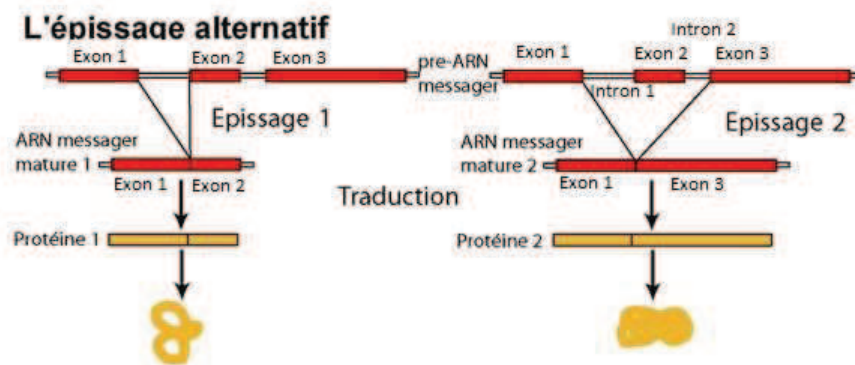 L'épissage alternatif
Exon 1
Exon 2
Exon 3
pre-ARN
messager
Exon 1
Intron 1
Exon 2
Intron 2
Exon 3
Epissage 1
Epissage 2
ARN messager
mature 1
Exon 1
Exon 2
ARN messager
mature 2
Exon 1
Exon 3
Traduction
Protéine 1
Protéine 2